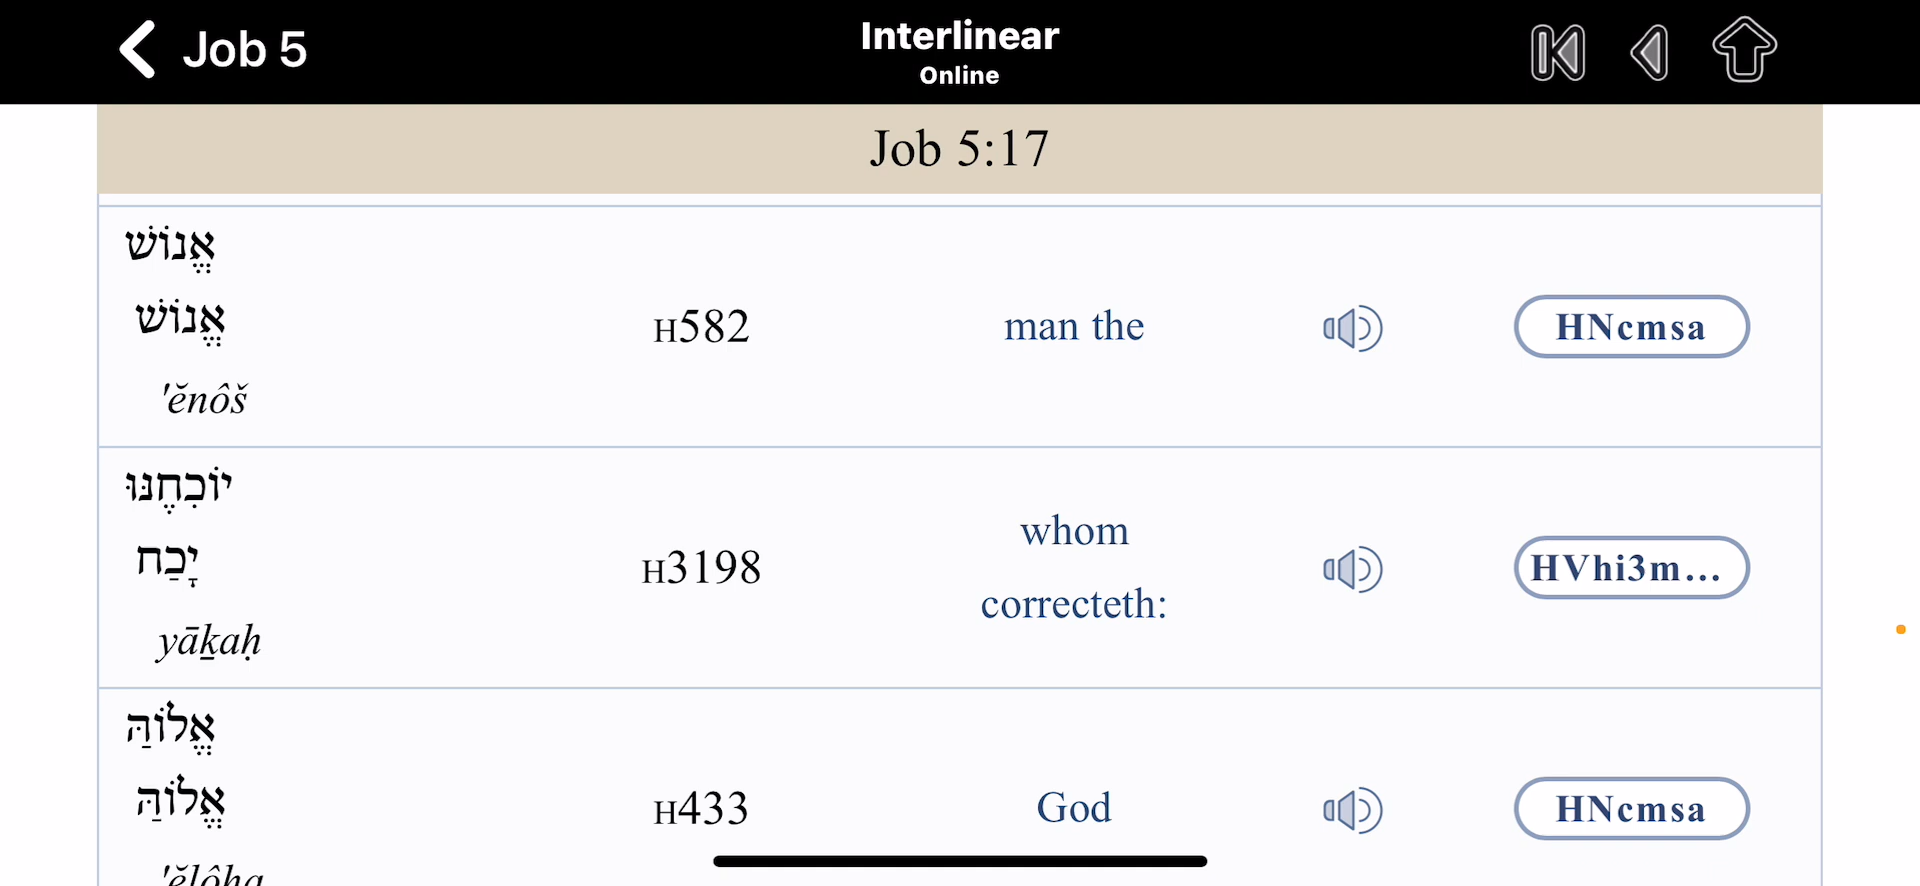 Job 5
Interlinear
Online
Job 5:17
אֱנוֹשׁ
אֱנוֹשׁ
'ĕnôš
H582
man the
HNcmsa
יוֹכִחֶנּוּ
יָכַח
yāḵaḥ
H3198
whom
correcteth:
HVhi3m...
אֱלוֹהַּ
אֱלוֹהַּ
'ĕlôha
H433
God
HNcmsa